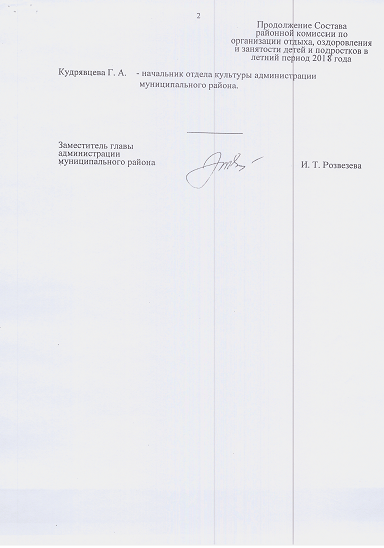 2
Продолжение Состава
районной комиссии по
организации отдыха, оздоровления
и занятости детей и подростков в
летний период 2018 года
Кудрявцева Г. А. - начальник отдела культуры администрации
муниципального района.
Заместитель главы
администрации
муниципального района И. Т. Розвезева